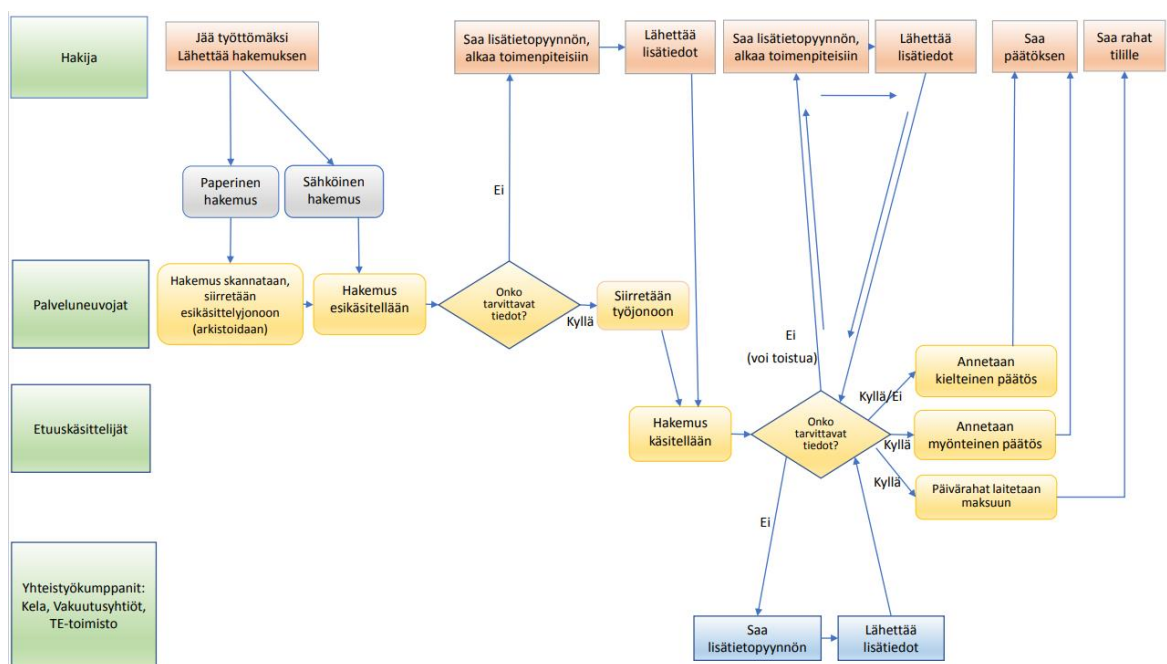 Hakija
Jää työttömäksi
Lähettää hakemuksen
Saa lisätietopyynnön,
alkaa toimenpiteisiin
Lähettää
lisätiedot
Saa lisätietopyynnön,
alkaa toimenpiteisiin
Lähettää
lisätiedot
Saa
päätöksen
Saa rahat
tilille
Paperinen
hakemus
Sähköinen
hakemus
Ei
Palveluneuvojat
Hakemus skannataan,
siirretään
esikäsittelyjonoon
(arkistoidaan)
Hakemus
esikäsitellään
Onko
tarvittavat
tiedot?
Kyllä
Siirretään
työjonoon
Ei
(voi toistua)
Etuuskäsittelijät
Hakemus
käsitellään
Onko
tarvittavat
tiedot?
Kyllä/Ei
Annetaan
kielteinen päätös
Kyllä
Annetaan
myönteinen päätös
Kyllä
Päivärahat laitetaan
maksuun
Ei
Yhteistyökumppanit:
Kela, Vakuutusyhtiöt,
TE-toimisto
Saa
lisätietopyynnön
Lähettää
lisätiedot